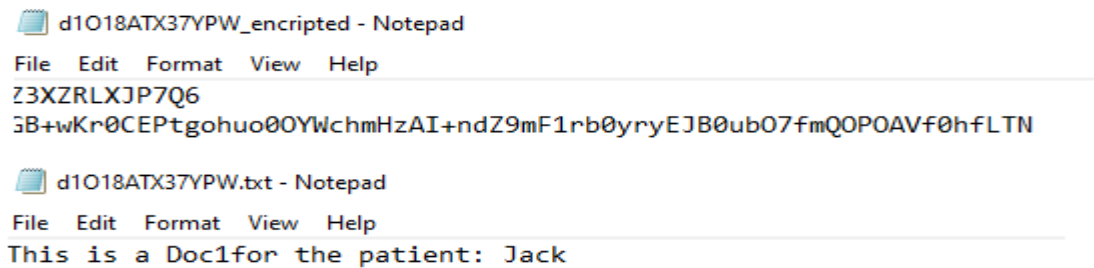 d1O18ATX37YPW_encripted - Notepad
File Edit Format View Help
Z3XZRLXJP7Q6
GB+wKr0CEPtgohuo0OYWchmHzAI+ndZ9mF1rb0yryEJB0ubO7fmQOPOAVf0hfLTN
d1O18ATX37YPW.txt - Notepad
File Edit Format View Help
This is a Doc1for the patient: Jack